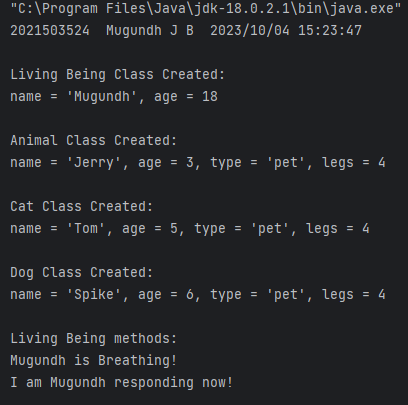 "C:\Program Files\Java\jdk-18.0.2.1\bin\java.exe"
2021503524  Mugundh J B  2023/10/04 15:23:47

Living Being Class Created:
name = 'Mugundh', age = 18

Animal Class Created:
name = 'Jerry', age = 3, type = 'pet', legs = 4

Cat Class Created:
name = 'Tom', age = 5, type = 'pet', legs = 4

Dog Class Created:
name = 'Spike', age = 6, type = 'pet', legs = 4

Living Being methods:
Mugundh is Breathing!
I am Mugundh responding now!